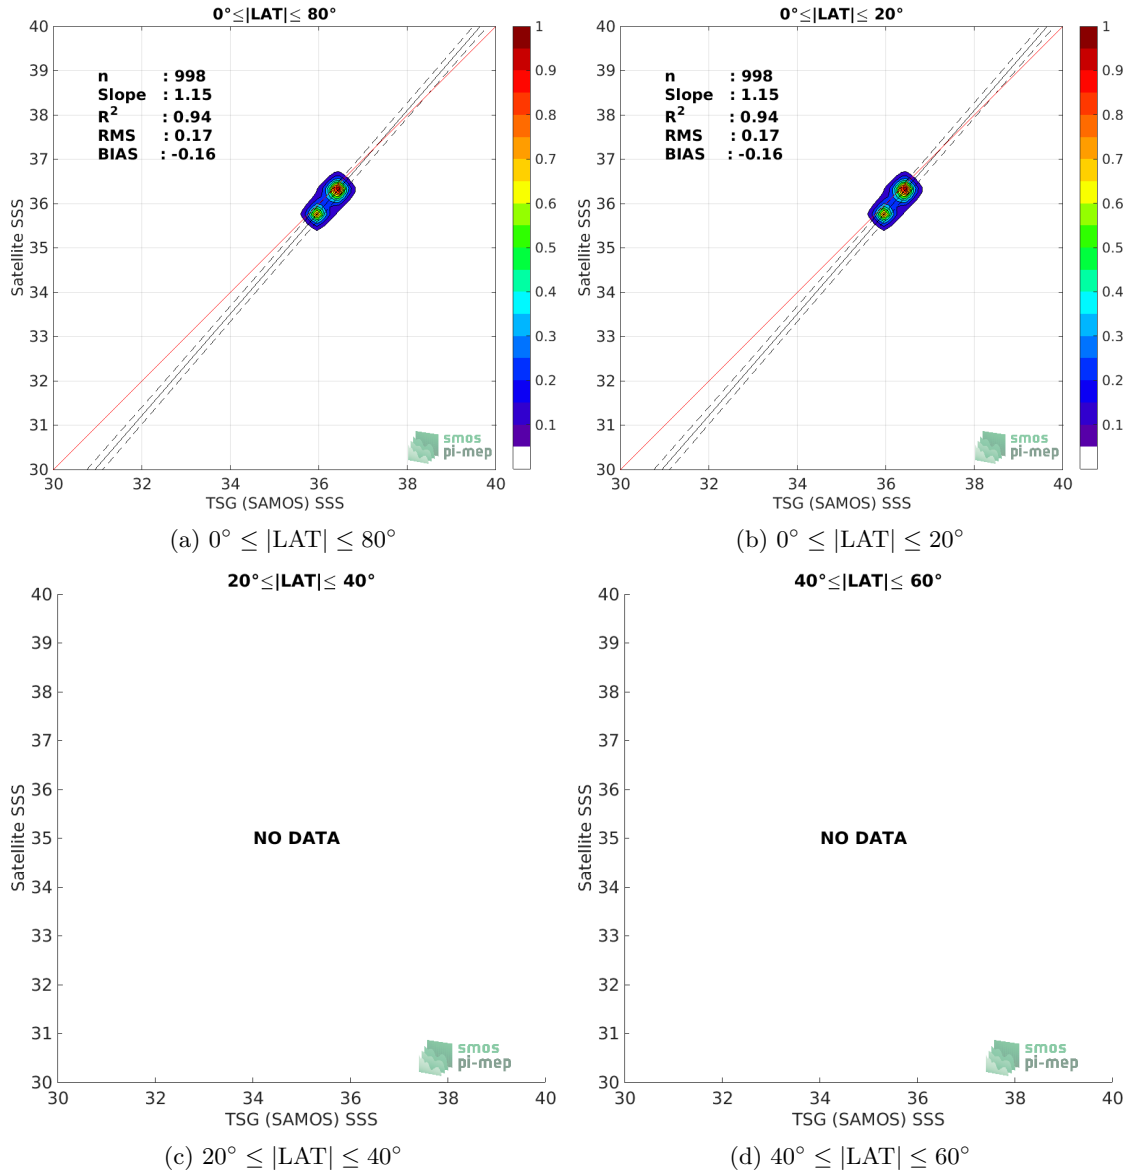 0°≤|LAT|≤ 80°
40
39
38
37
36
35
34
33
32
31
30
Satellite SSS
n : 998
Slope : 1.15
R² : 0.94
RMS : 0.17
BIAS : -0.16
1
0.9
0.8
0.7
0.6
0.5
0.4
0.3
0.2
0.1
smos
pi-mep
30 32 34 36 38 40
TSG (SAMOS) SSS
(a) 0° ≤ |LAT| ≤ 80°
0°≤|LAT|≤ 20°
40
39
38
37
36
35
34
33
32
31
30
Satellite SSS
n : 998
Slope : 1.15
R² : 0.94
RMS : 0.17
BIAS : -0.16
1
0.9
0.8
0.7
0.6
0.5
0.4
0.3
0.2
0.1
smos
pi-mep
30 32 34 36 38 40
TSG (SAMOS) SSS
(b) 0° ≤ |LAT| ≤ 20°
20°≤|LAT|≤ 40°
40
39
38
37
36
35
34
33
32
31
30
Satellite SSS
NO DATA
smos
pi-mep
30 32 34 36 38 40
TSG (SAMOS) SSS
(c) 20° ≤ |LAT| ≤ 40°
40°≤|LAT|≤ 60°
40
39
38
37
36
35
34
33
32
31
30
Satellite SSS
NO DATA
smos
pi-mep
30 32 34 36 38 40
TSG (SAMOS) SSS
(d) 40° ≤ |LAT| ≤ 60°